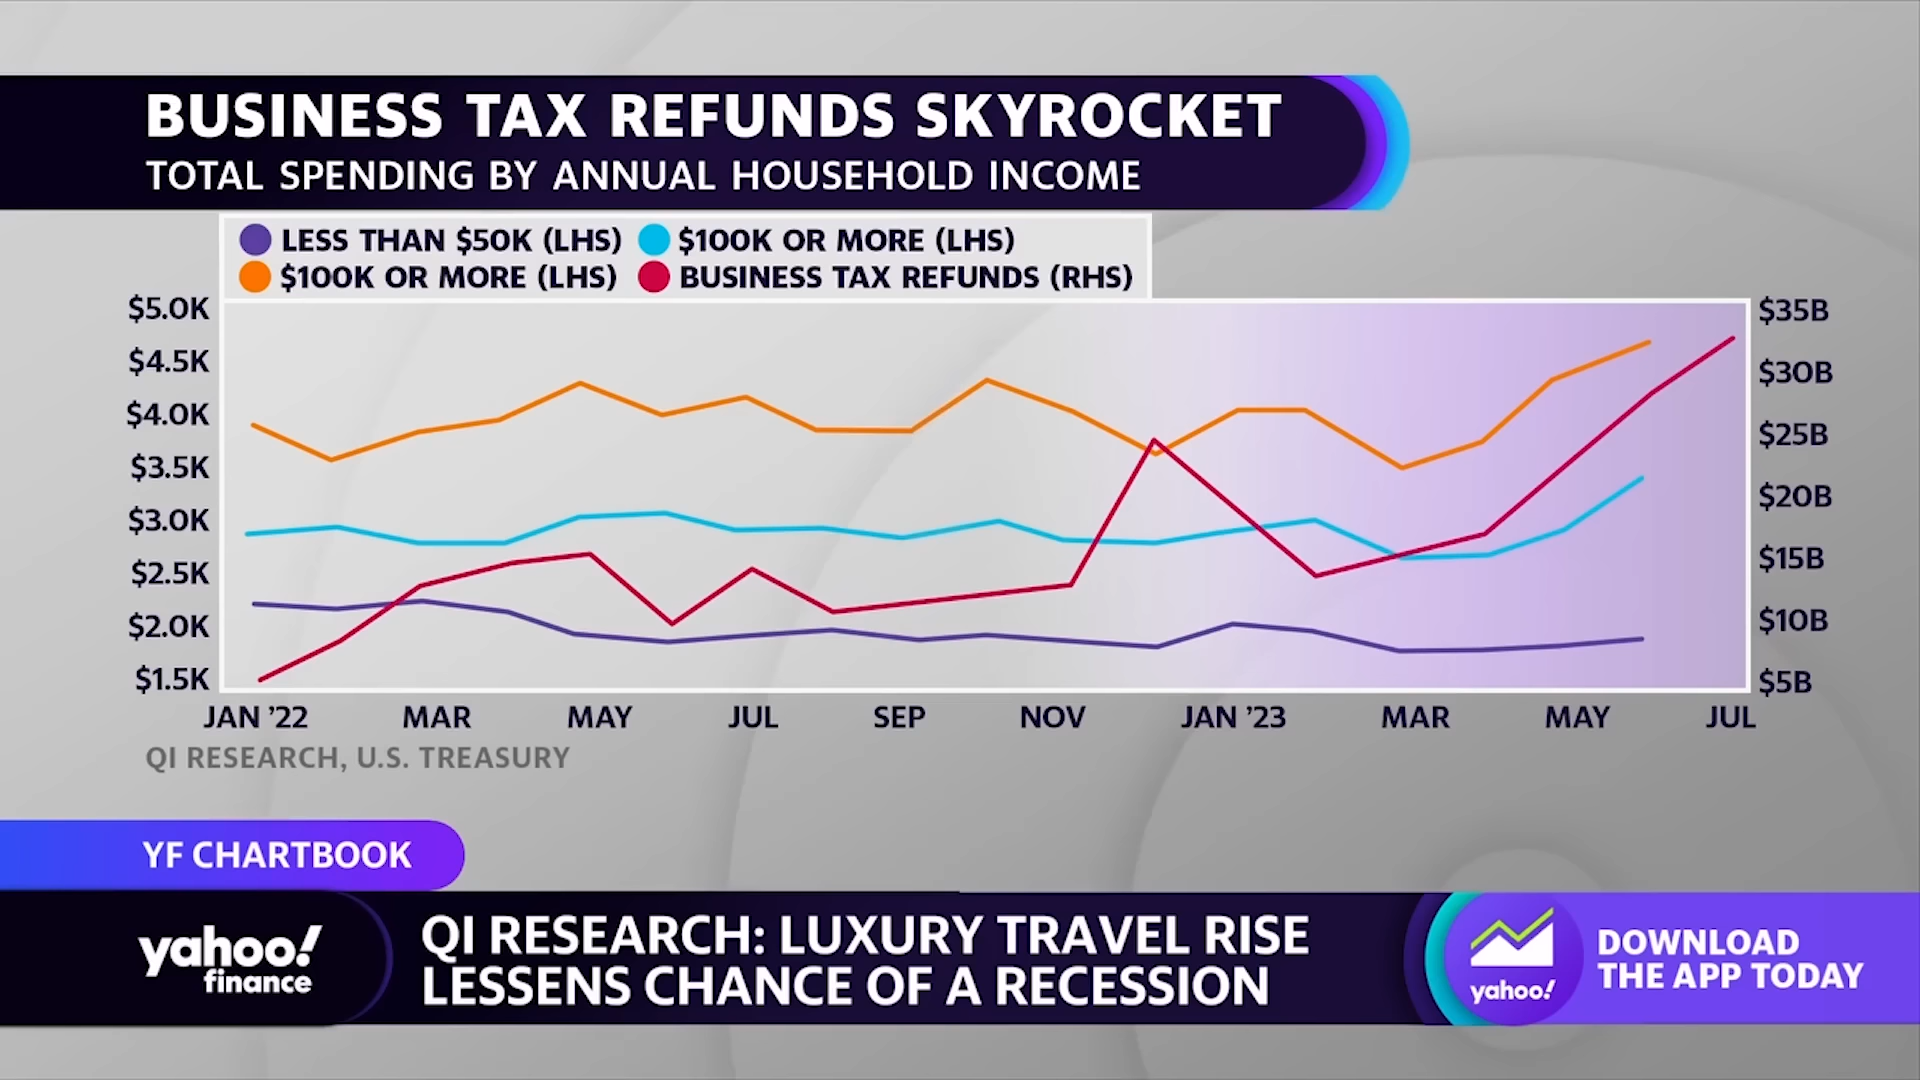 BUSINESS TAX REFUNDS SKYROCKET
TOTAL SPENDING BY ANNUAL HOUSEHOLD INCOME
LESS THAN $50K (LHS) $100K OR MORE (LHS)
$100K OR MORE (LHS) BUSINESS TAX REFUNDS (RHS)
$5.0K
$4.5K
$4.0K
$3.5K
$3.0K
$2.5K
$2.0K
$1.5K
$35B
$30B
$25B
$20B
$15B
$10B
$5B
JAN ’22 MAR MAY JUL SEP NOV JAN ’23 MAR MAY JUL
QI RESEARCH, U.S. TREASURY
YF CHARTBOOK
yahoo!
finance
QI RESEARCH: LUXURY TRAVEL RISE
LESSENS CHANCE OF A RECESSION
yahoo!
DOWNLOAD
THE APP TODAY